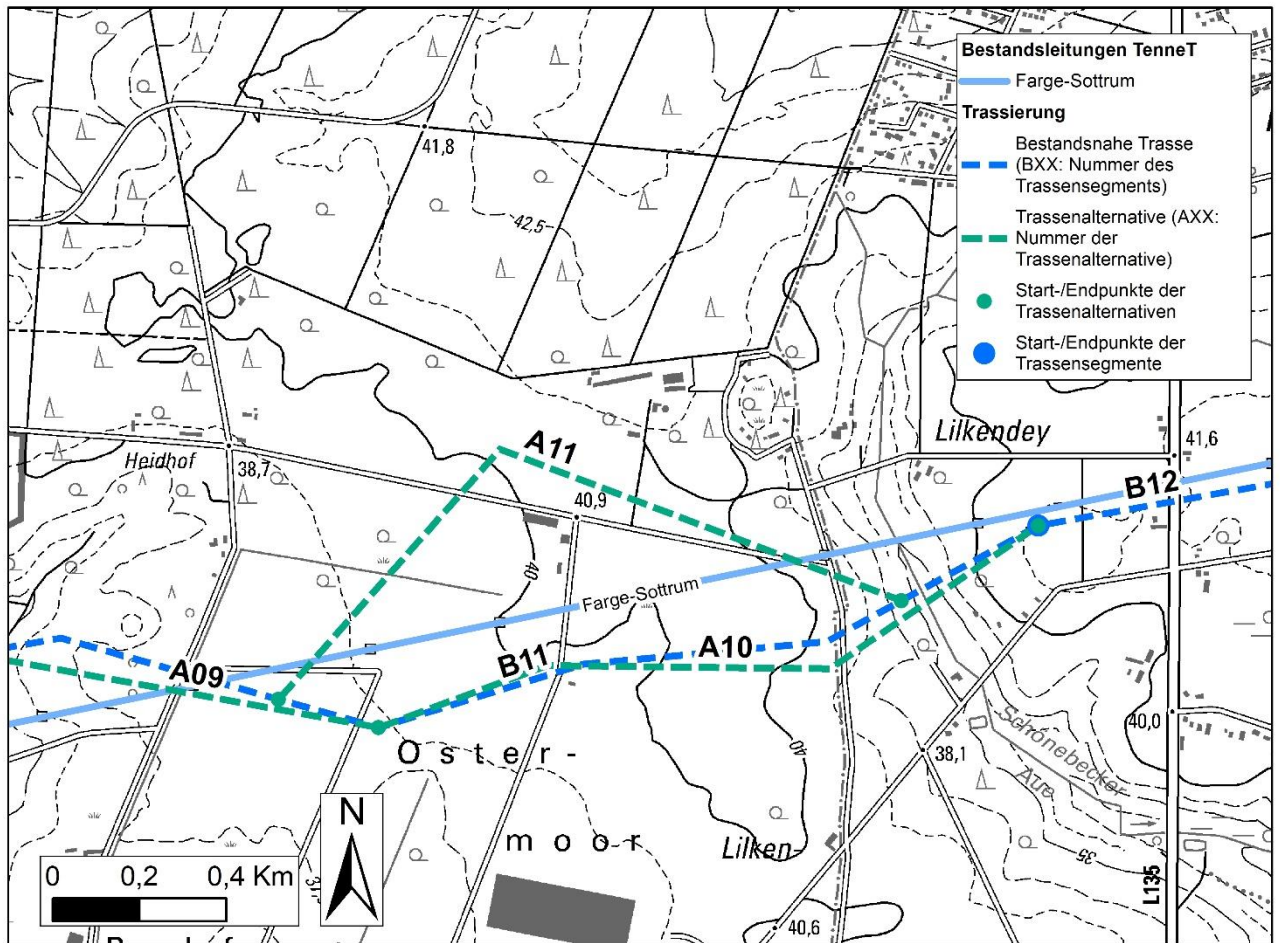 Bestandsleitungen TenneT
Farge-Sottrum
Trassierung
Bestandsnahe Trasse
(BXX: Nummer des
Trassensegments)
Trassenalternative (AXX:
Nummer der
Trassenalternative)
Start-/Endpunkte der
Trassenalternativen
Start-/Endpunkte der
Trassensegmente
41,8
42,5
Lilkendey
41,6
A11
Heidhof
38,7
40,9
B12
40
Farge-Sottrum
A09
B11
A10
40
Oster-
40,0
38,1
Schönebecker
Aue
N
moor
Lilken-
35
L135
0 0,2 0,4 Km
40,6